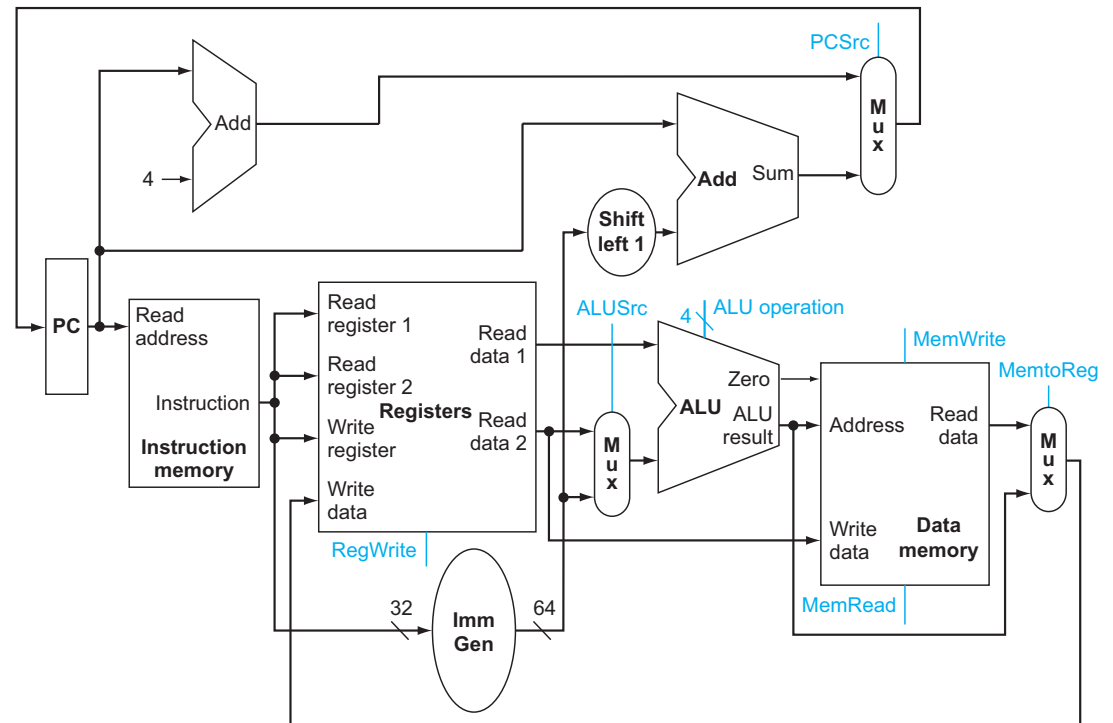 PCSrc
Add
4
M
u
x
Add
Sum
Shift
left 1
PC
Read
address
Instruction
Instruction
memory
Read
register 1
Read
register 2
Write
register
Write
data
Registers
Read
data 1
Read
data 2
RegWrite
ALUSrc
M
u
x
4
ALU operation
Zero
ALU
ALU
result
MemWrite
Address
Read
data
Write
data
Data
memory
MemRead
MemtoReg
M
u
x
32
Imm
Gen
64